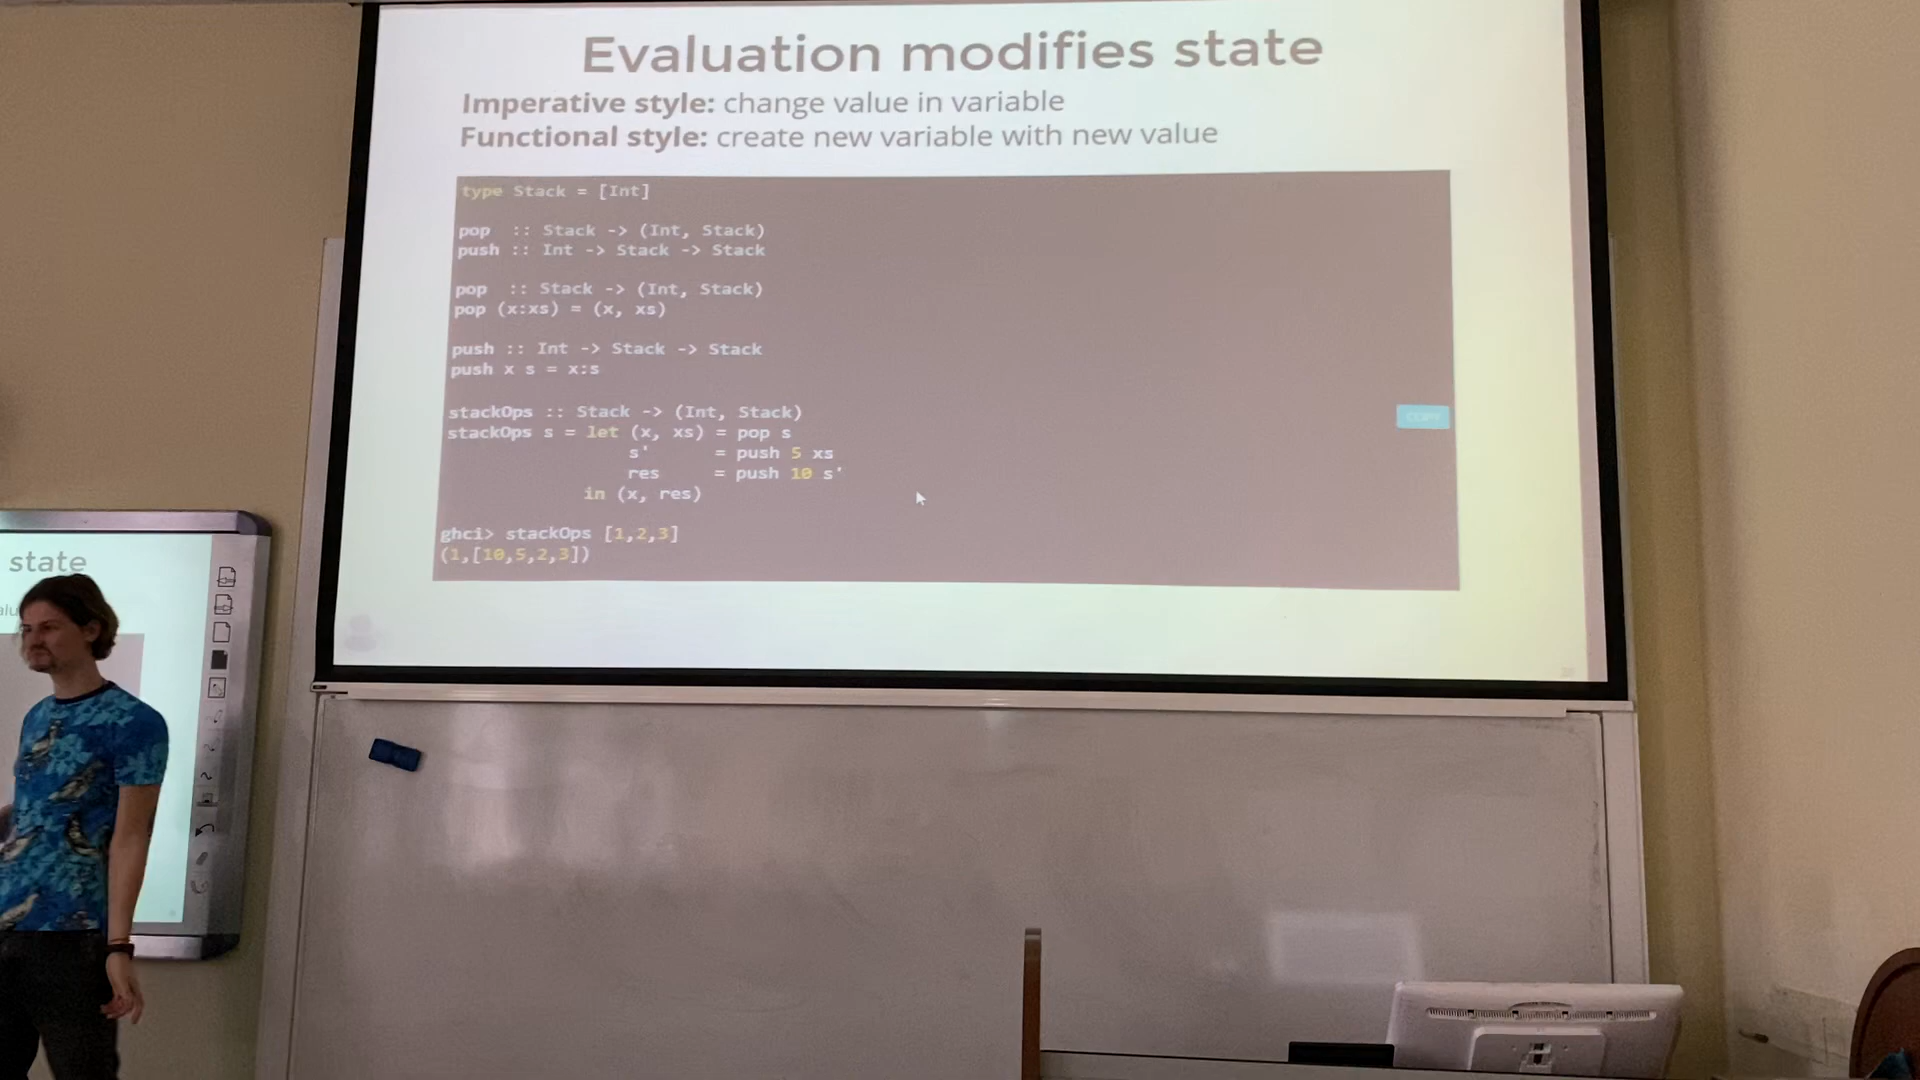 Evaluation modifies state
Imperative style: change value in variable
Functional style: create new variable with new value
type Stack = [Int]
pop  :: Stack -> (Int, Stack)
push :: Int -> Stack -> Stack
pop  :: Stack -> (Int, Stack)
pop (x:xs) = (x, xs)
push :: Int -> Stack -> Stack
push x s = x:s
stackOps :: Stack -> (Int, Stack)
stackOps s = let (x, xs) = pop s
s'      = push 5 xs
res     = push 10 s'
in (x, res)
ghci> stackOps [1,2,3]
(1,[10,5,2,3])
COPY
state